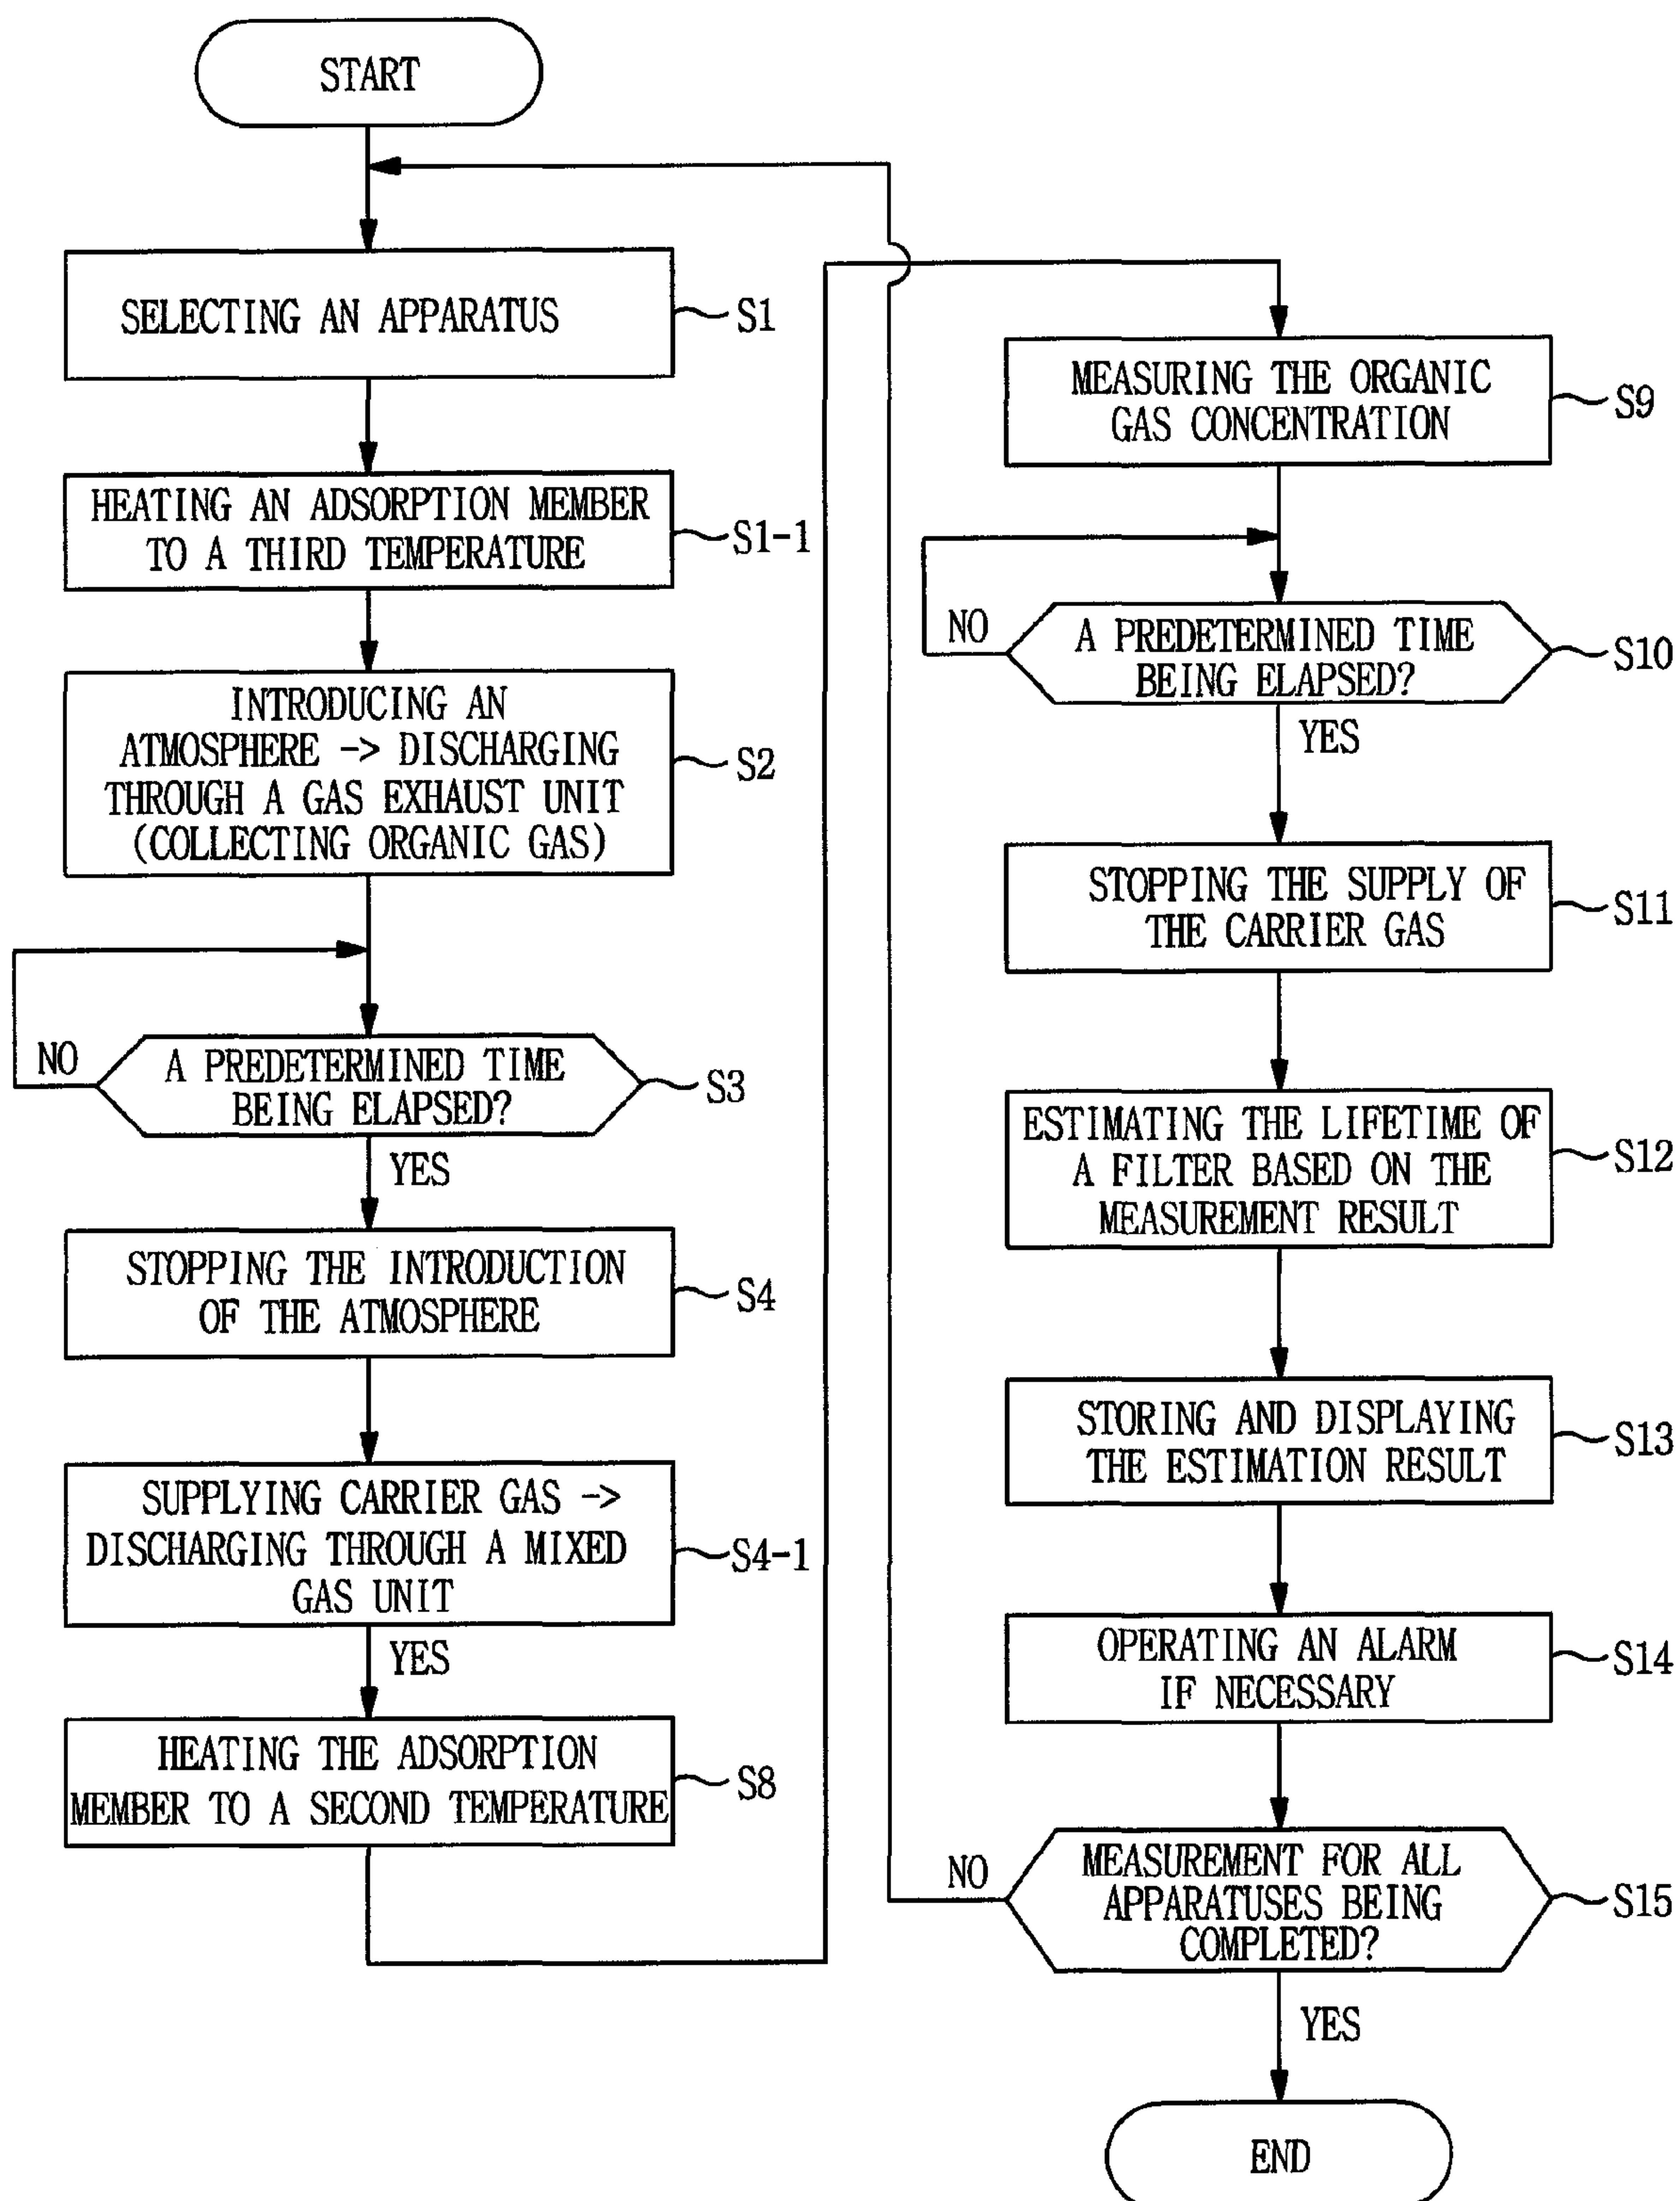 START
SELECTING AN APPARATUS
S1
HEATING AN ADSORPTION MEMBER
TO A THIRD TEMPERATURE
S1-1
INTRODUCING AN
ATMOSPHERE -> DISCHARGING
THROUGH A GAS EXHAUST UNIT
(COLLECTING ORGANIC GAS)
S2
NO
A PREDETERMINED TIME
BEING ELAPSED?
S3
YES
STOPPING THE INTRODUCTION
OF THE ATMOSPHERE
S4
SUPPLYING CARRIER GAS ->
DISCHARGING THROUGH A MIXED
GAS UNIT
S4-1
YES
HEATING THE ADSORPTION
MEMBER TO A SECOND TEMPERATURE
S8
MEASURING THE ORGANIC
GAS CONCENTRATION
S9
NO
A PREDETERMINED TIME
BEING ELAPSED?
S10
YES
STOPPING THE SUPPLY OF
THE CARRIER GAS
S11
ESTIMATING THE LIFETIME OF
A FILTER BASED ON THE
MEASUREMENT RESULT
S12
STORING AND DISPLAYING
THE ESTIMATION RESULT
S13
OPERATING AN ALARM
IF NECESSARY
S14
NO
MEASUREMENT FOR ALL
APPARATUSES BEING
COMPLETED?
S15
YES
END